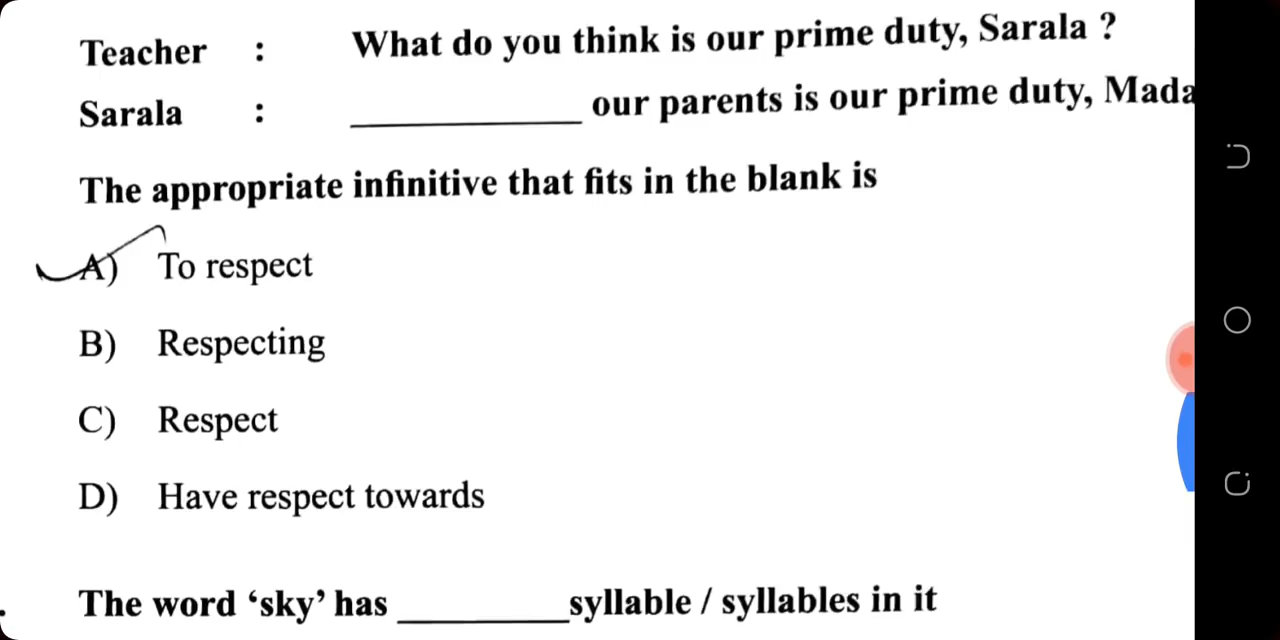 Teacher : What do you think is our prime duty, Sarala ?
Sarala : __________ our parents is our prime duty, Mada
The appropriate infinitive that fits in the blank is
A) To respect
B) Respecting
C) Respect
D) Have respect towards
. The word ‘sky’ has __________ syllable / syllables in it